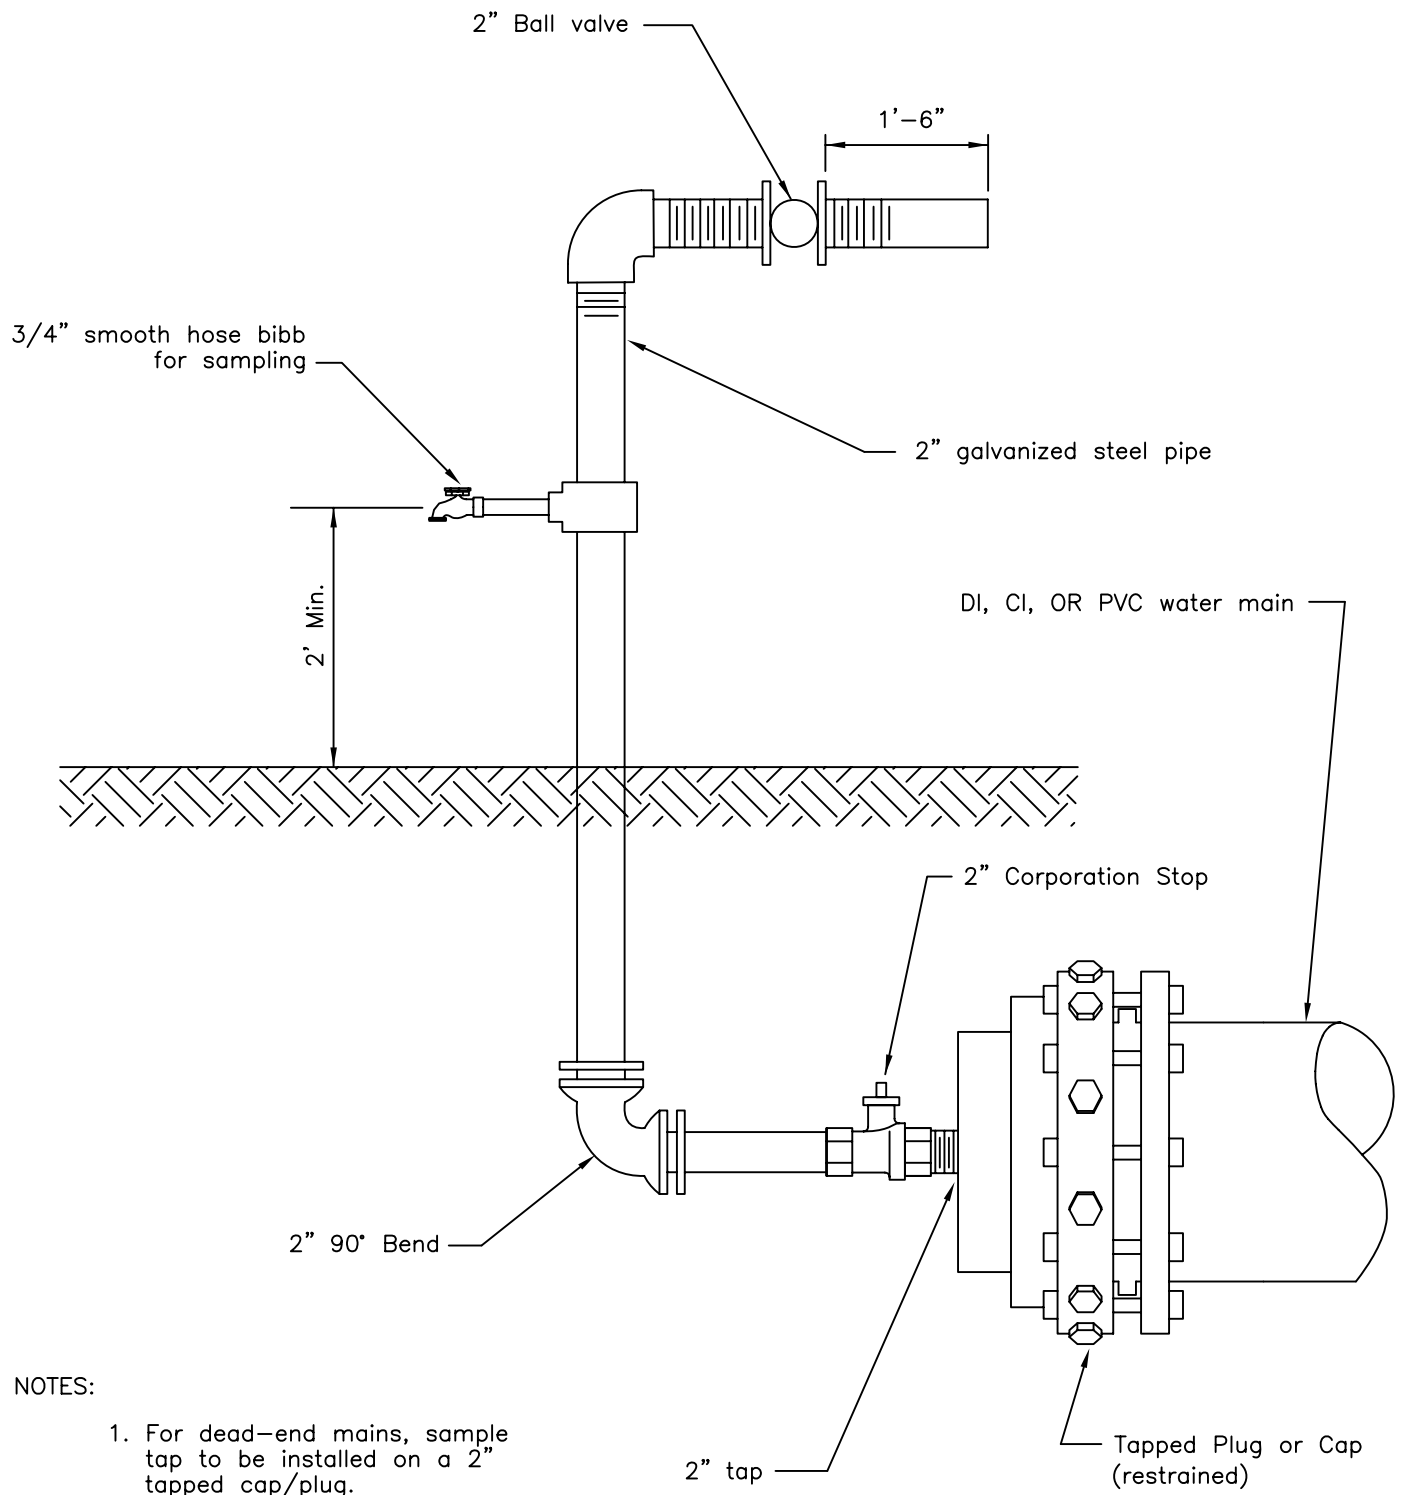 2” Ball valve
1’-6”
3/4” smooth hose bibb
for sampling
2” galvanized steel pipe
2’ Min.
DI, CI, OR PVC water main
2” Corporation Stop
2” 90° Bend
NOTES:
1. For dead-end mains, sample
tap to be installed on a 2”
tapped cap/plug.
2” tap
Tapped Plug or Cap
(restrained)